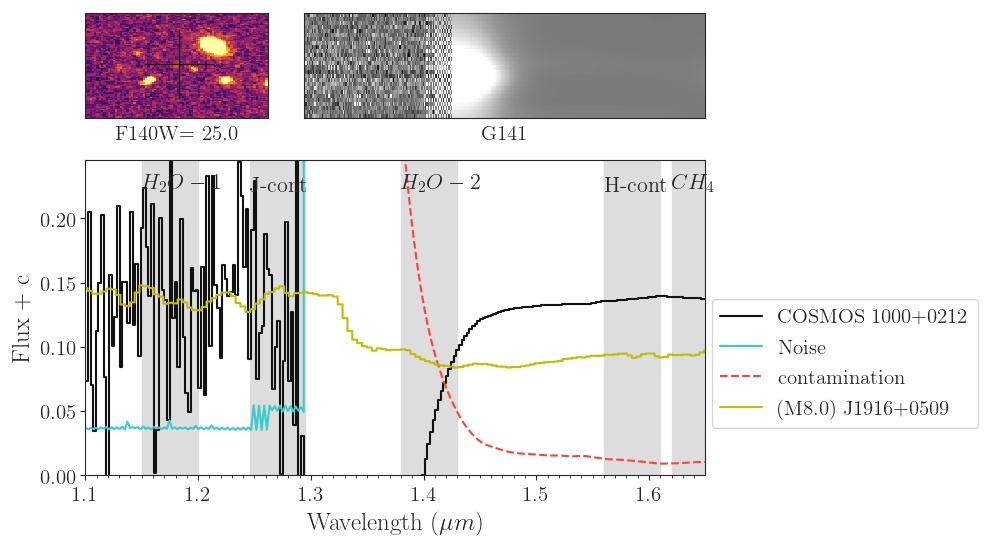 F140W= 25.0
G141
H₂O − 1
J-cont
H₂O − 2
H-cont
CH₄
0.20
0.15
0.10
0.05
0.00
Flux + c
1.1
1.2
1.3
1.4
1.5
1.6
Wavelength (μm)
COSMOS 1000+0212
Noise
contamination
(M8.0) J1916+0509